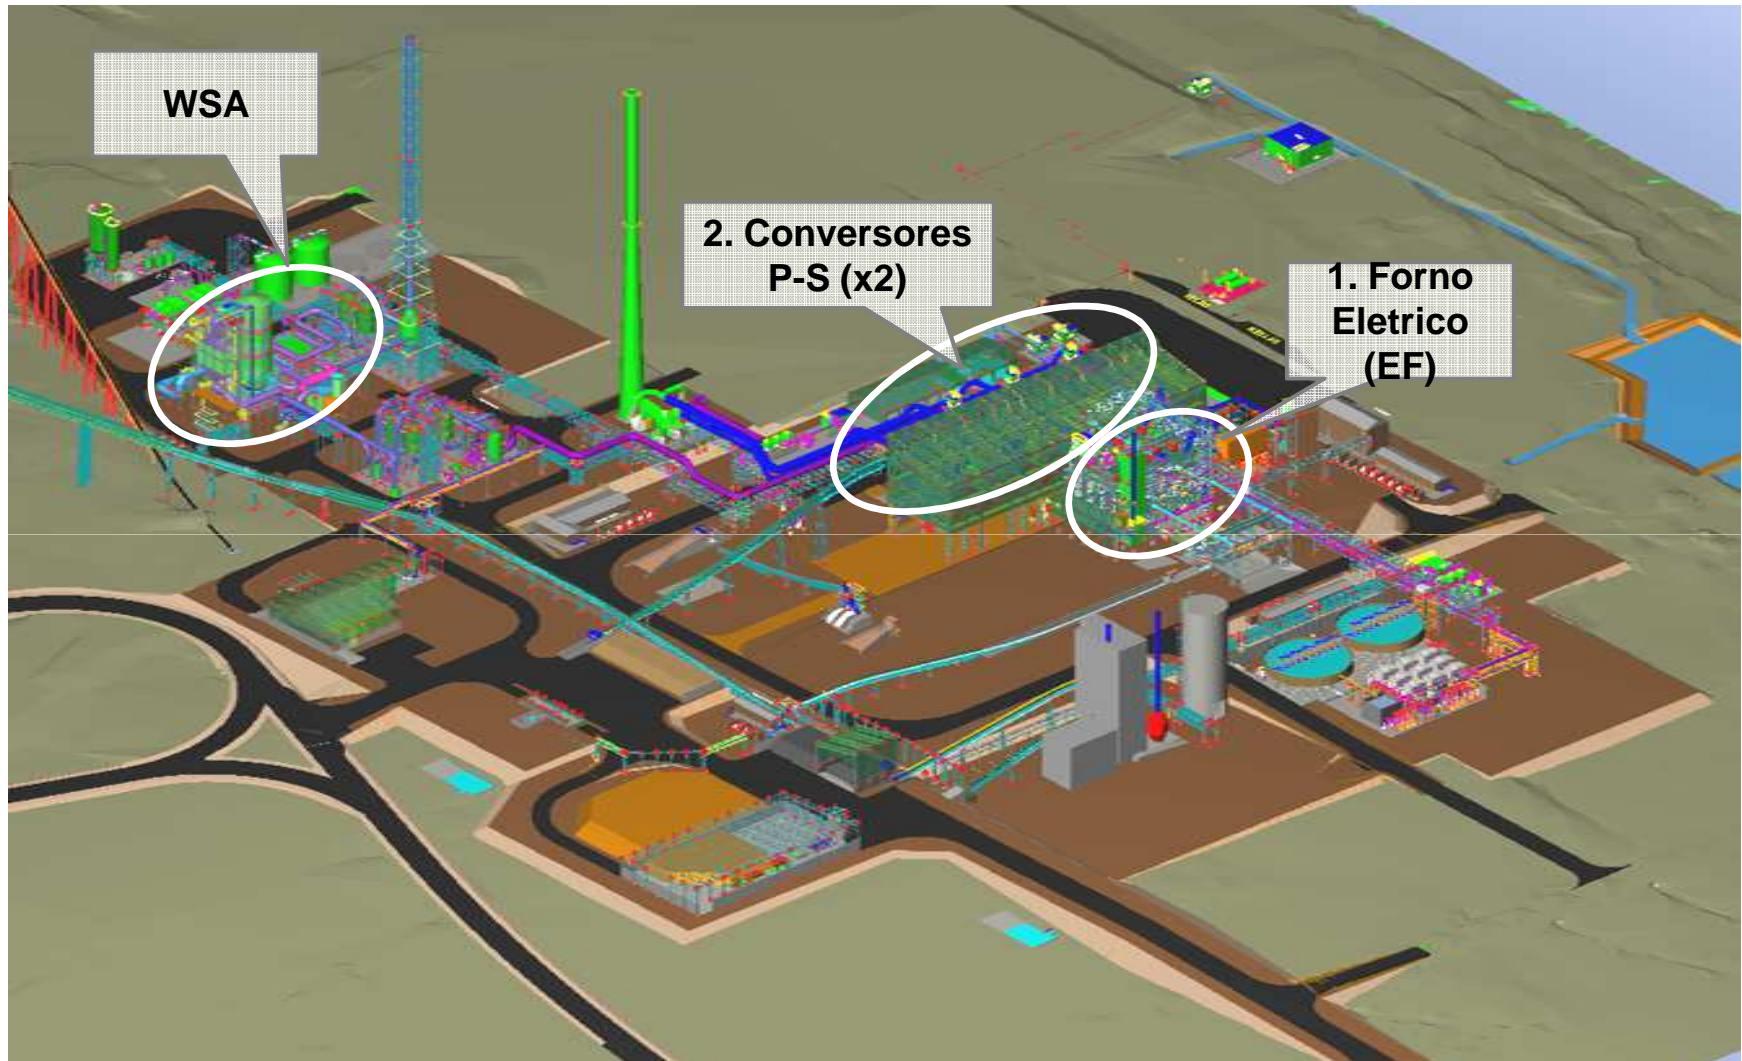 WSA
2. Conversores
P-S (x2)
1. Forno
Eletrico
(EF)